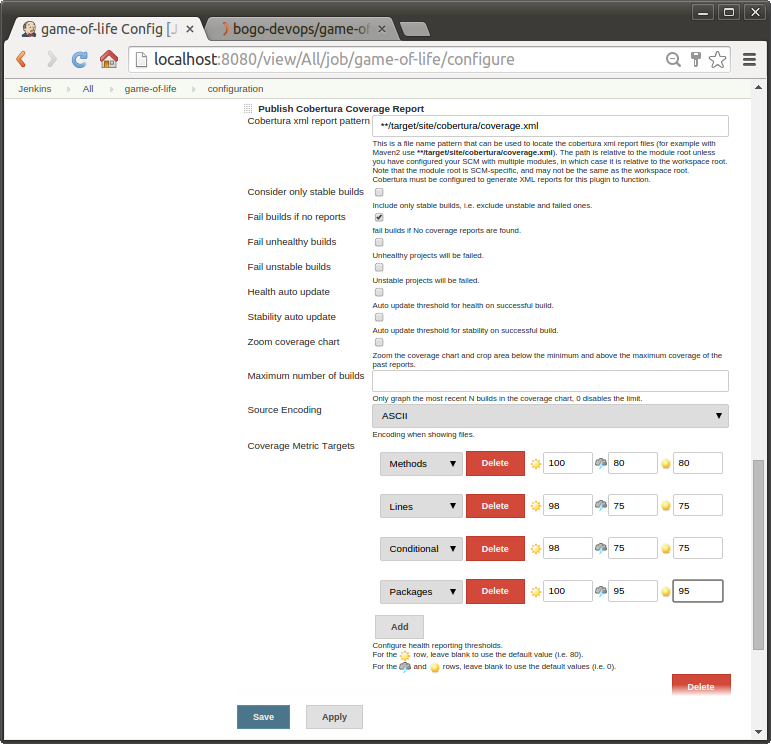 game-of-life Config [J
bogo-devops/game-of
localhost:8080/view/All/job/game-of-life/configure
Jenkins All game-of-life configuration
Publish Cobertura Coverage Report
Cobertura xml report pattern
**/target/site/cobertura/coverage.xml
This is a file name pattern that can be used to locate the cobertura xml report files (for example with
Maven2 use **/target/site/cobertura/coverage.xml). The path is relative to the module root unless
you have configured your SCM with multiple modules, in which case it is relative to the workspace root.
Note that the module root is SCM-specific, and may not be the same as the workspace root.
Cobertura must be configured to generate XML reports for this plugin to function.
Consider only stable builds
Include only stable builds, i.e. exclude unstable and failed ones.
Fail builds if no reports
fail builds if No coverage reports are found.
Fail unhealthy builds
Unhealthy projects will be failed.
Fail unstable builds
Unstable projects will be failed.
Health auto update
Auto update threshold for health on successful build.
Stability auto update
Auto update threshold for stability on successful build.
Zoom coverage chart
Zoom the coverage chart and crop area below the minimum and above the maximum coverage of the
past reports.
Maximum number of builds
Only graph the most recent N builds in the coverage chart, 0 disables the limit.
Source Encoding
ASCII
Encoding when showing files.
Coverage Metric Targets
Methods Delete 100 80 80
Lines Delete 98 75 75
Conditional Delete 98 75 75
Packages Delete 100 95 95
Add
Configure health reporting thresholds.
For the row, leave blank to use the default value (i.e. 80).
For the and rows, leave blank to use the default values (i.e. 0).
Delete
Save Apply